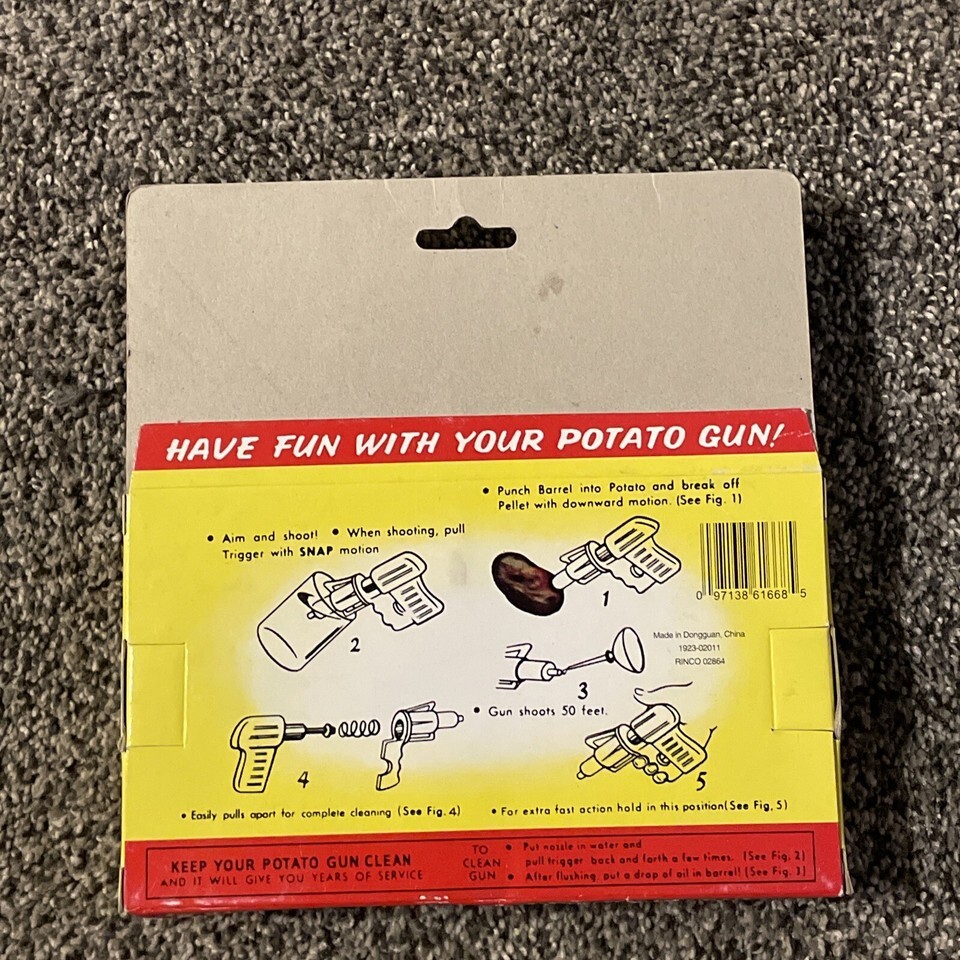 HAVE FUN WITH YOUR POTATO GUN!
• Punch Barrel into Potato and break off
Pellet with downward motion. (See Fig. 1)
• Aim and shoot! • When shooting, pull
Trigger with SNAP motion
1
0 97138 61668 5
2
Made in Dongguan, China
1923-02011
RINCO 02864
3
• Gun shoots 50 feet.
4
5
• Easily pulls apart for complete cleaning (See Fig. 4)
• For extra fast action hold in this position (See Fig. 5)
KEEP YOUR POTATO GUN CLEAN
AND IT WILL GIVE YOU YEARS OF SERVICE
TO
CLEAN
GUN
• Put nozzle in water and
pull trigger back and forth a few times. (See Fig. 2)
• After flushing, put a drop of oil in barrel! (See Fig. 3)